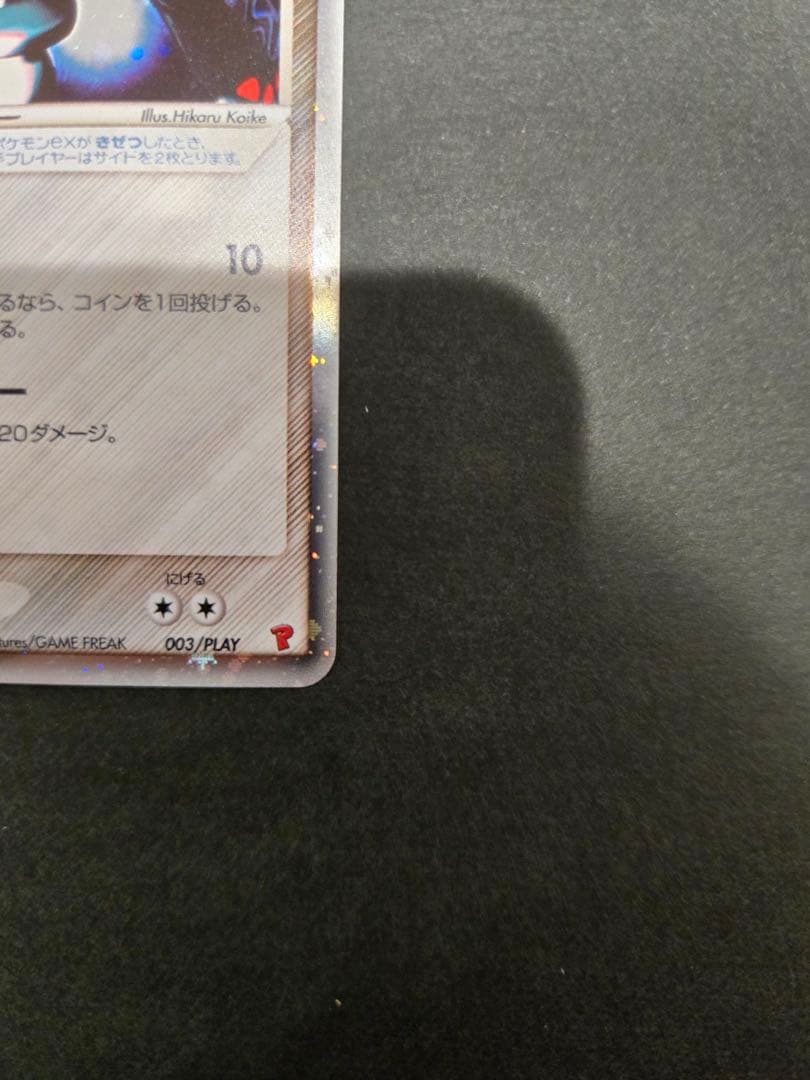 Illus.Hikaru Koike
ポケモンexが きぜつしたとき、
プレイヤーはサイドを2枚とります。
10
るなら、コインを1回投げる。
る。
20ダメージ。
にげる
tures/GAME FREAK 003/PLAY P